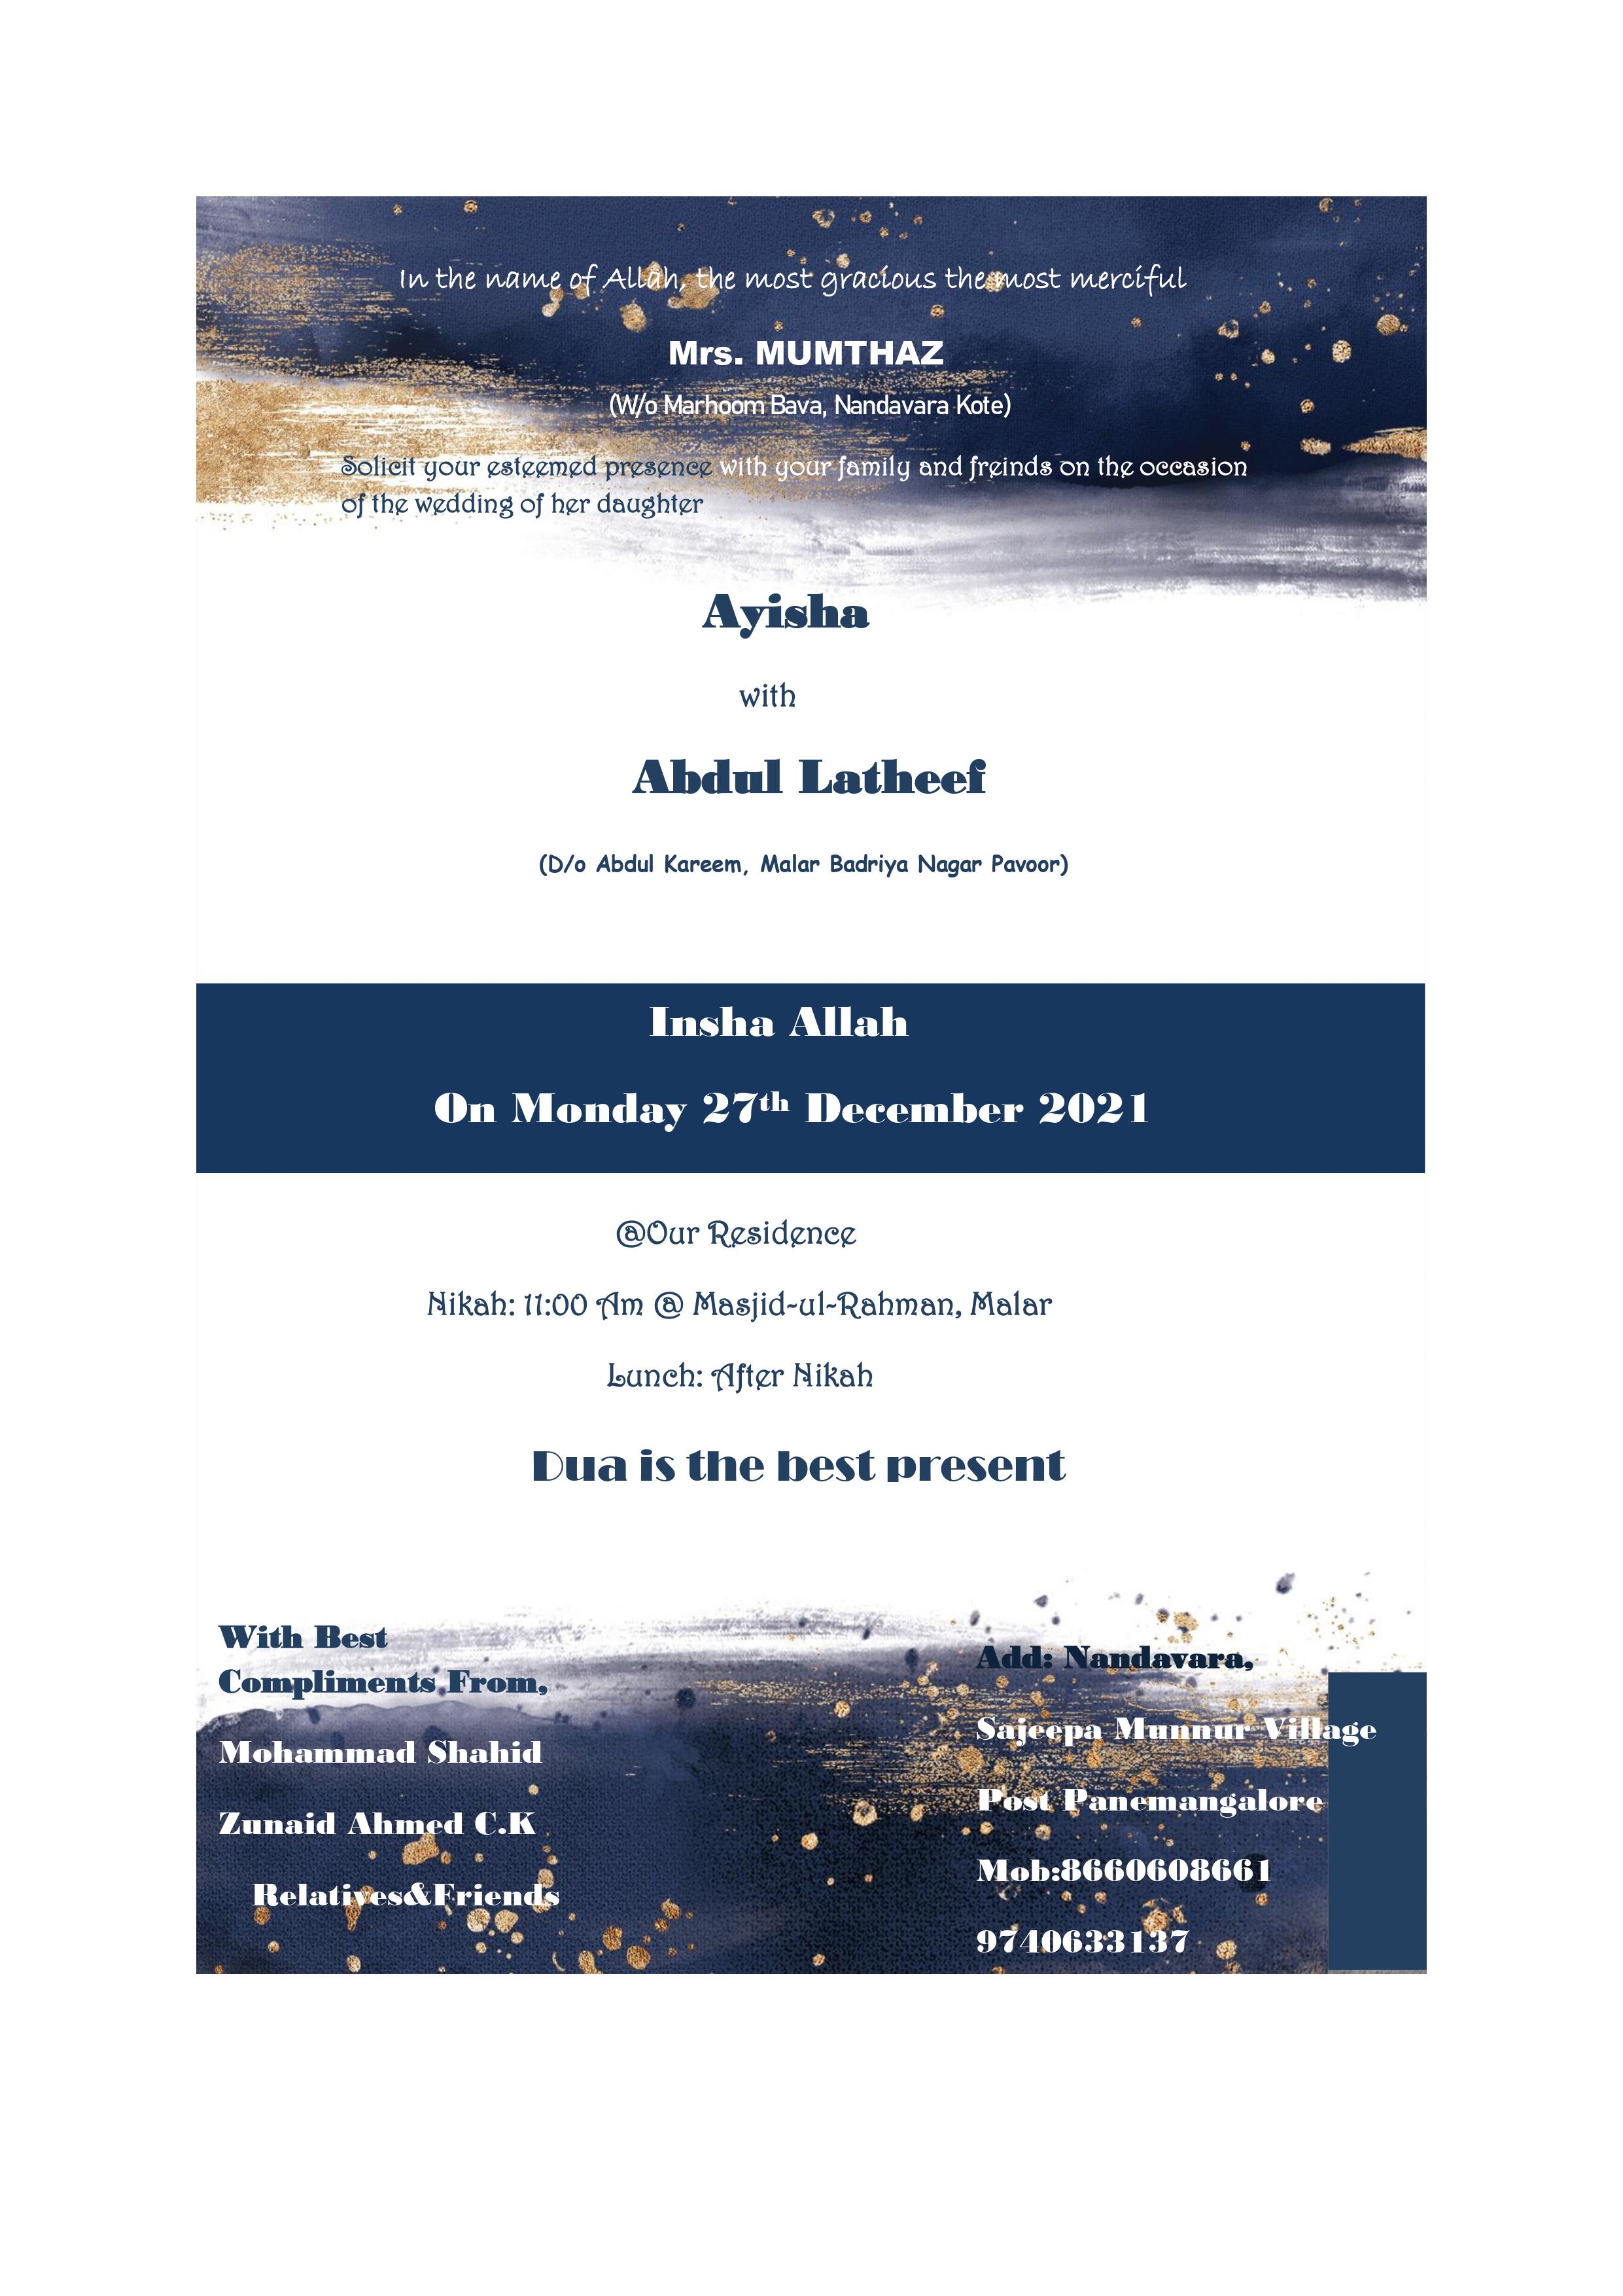 In the name of Allah, the most gracious the most merciful
Mrs. MUMTHAZ
(W/o Marhoom Bava, Nandavara Kote)
Solicit your esteemed presence with your family and freinds on the occasion
of the wedding of her daughter
Ayisha
with
Abdul Latheef
(D/o Abdul Kareem, Malar Badriya Nagar Pavoor)
Insha Allah
On Monday 27th December 2021
@Our Residence
Nikah: 11:00 Am @ Masjid-ul-Rahman, Malar
Lunch: After Nikah
Dua is the best present
With Best
Compliments From,
Mohammad Shahid
Zunaid Ahmed C.K
Relatives&Friends
Add: Nandavara,
Sajeepa Munnur Village
Post Panemangalore
Mob:8660608661
9740633137